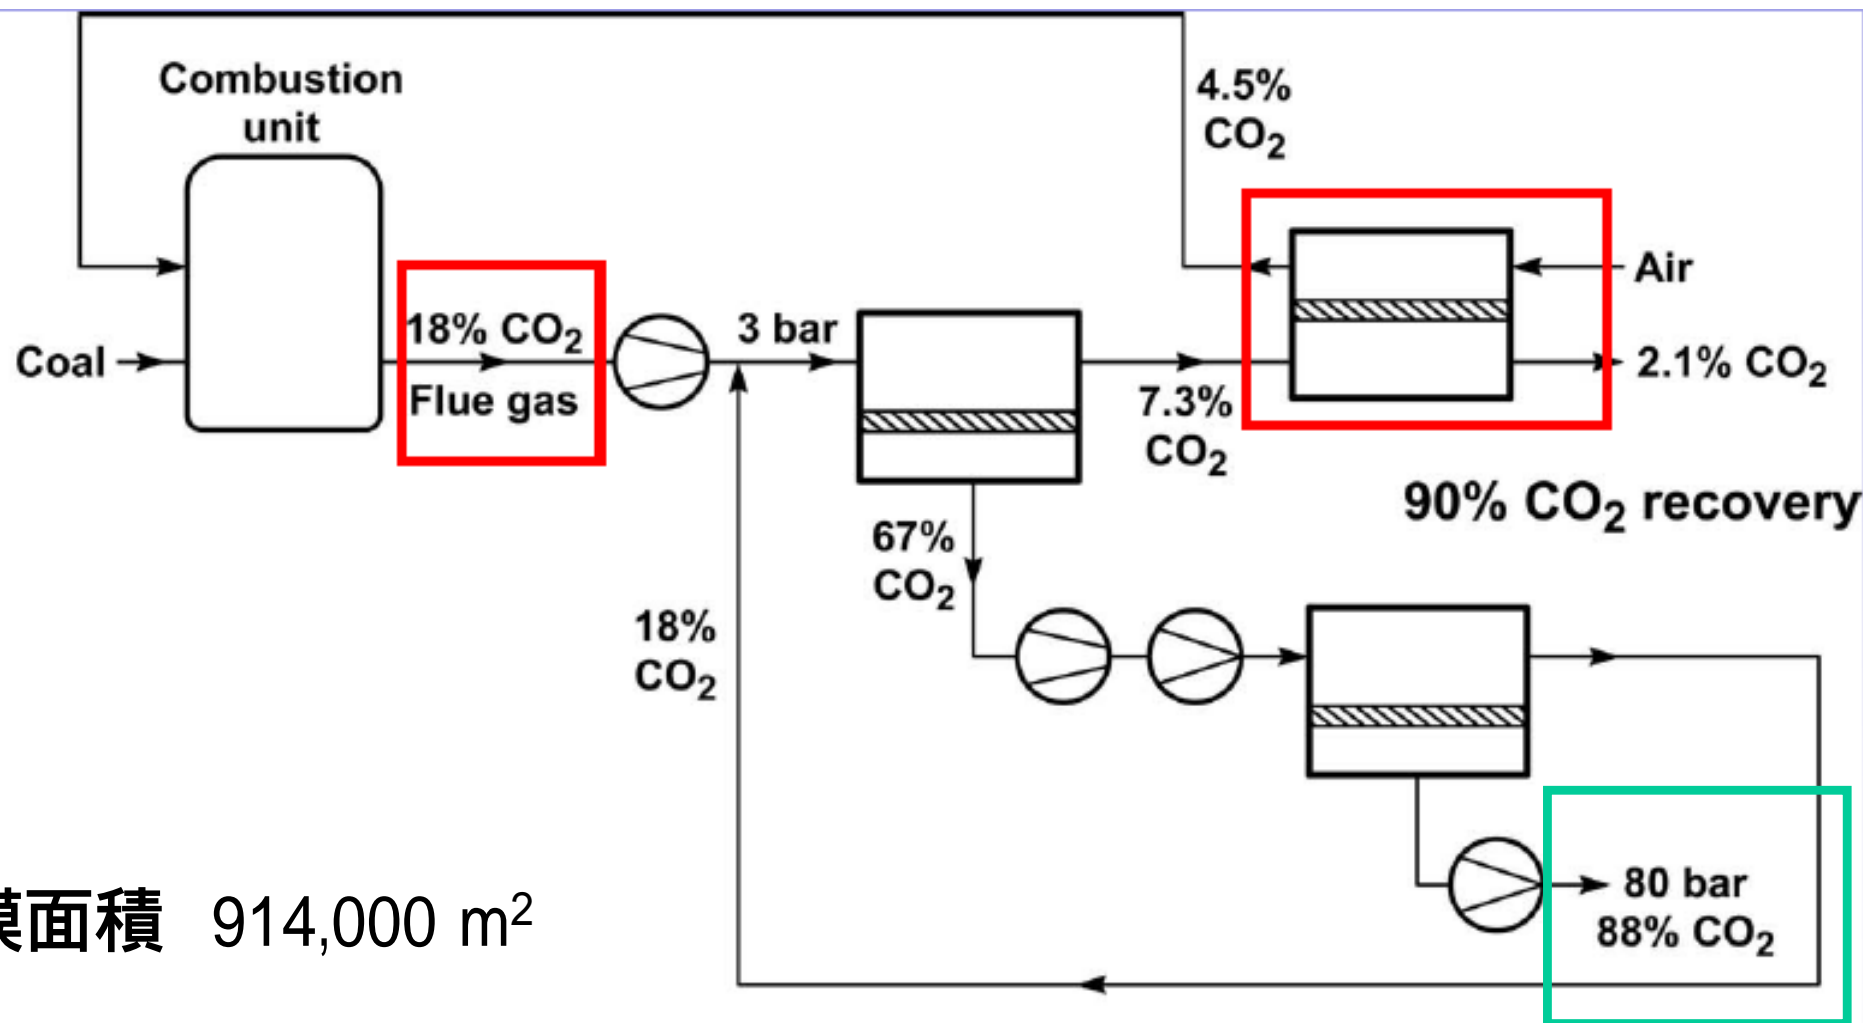 Combustion
unit
4.5%
CO₂
Air
18% CO₂
3 bar
Coal
2.1% CO₂
Flue gas
7.3%
CO₂
90% CO₂ recovery
67%
CO₂
18%
CO₂
80 bar
88% CO₂
膜面積 914,000 m²